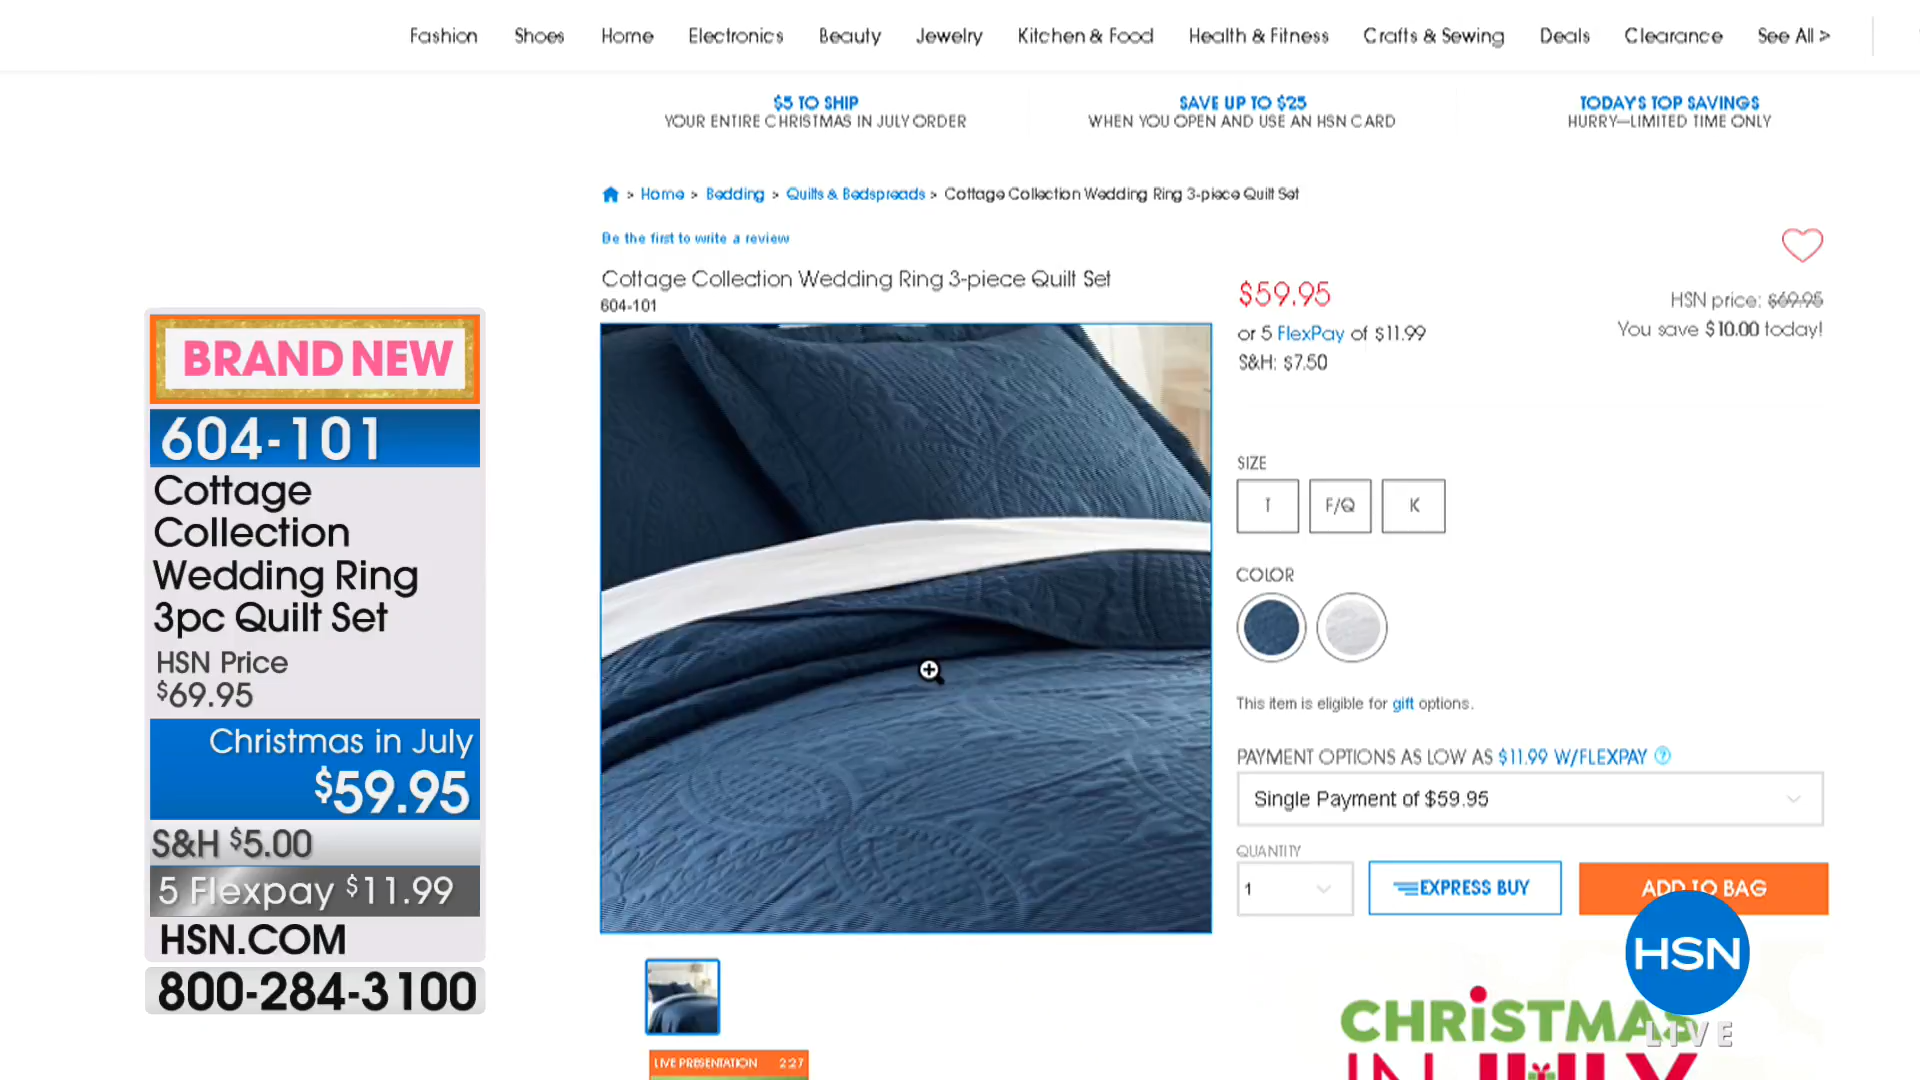 Fashion Shoes Home Electronics Beauty Jewelry Kitchen & Food Health & Fitness Crafts & Sewing Deals Clearance See All >
$5 TO SHIP
YOUR ENTIRE CHRISTMAS IN JULY ORDER
SAVE UP TO $25
WHEN YOU OPEN AND USE AN HSN CARD
TODAY'S TOP SAVINGS
HURRY—LIMITED TIME ONLY
> Home > Bedding > Quilts & Bedspreads > Cottage Collection Wedding Ring 3-piece Quilt Set
Be the first to write a review
Cottage Collection Wedding Ring 3-piece Quilt Set
604-101
$59.95
or 5 FlexPay of $11.99
S&H: $7.50
HSN price: $69.95
You save $10.00 today!
SIZE
T F/Q K
COLOR
This item is eligible for gift options.
PAYMENT OPTIONS AS LOW AS $11.99 W/FLEXPAY ?
Single Payment of $59.95
QUANTITY
1
EXPRESS BUY
ADD TO BAG
BRAND NEW
604-101
Cottage
Collection
Wedding Ring
3pc Quilt Set
HSN Price
$69.95
Christmas in July
$59.95
S&H $5.00
5 Flexpay $11.99
HSN.COM
800-284-3100
LIVE PRESENTATION 2:27
CHRiSTMAS
IN JULY
HSN
LIVE